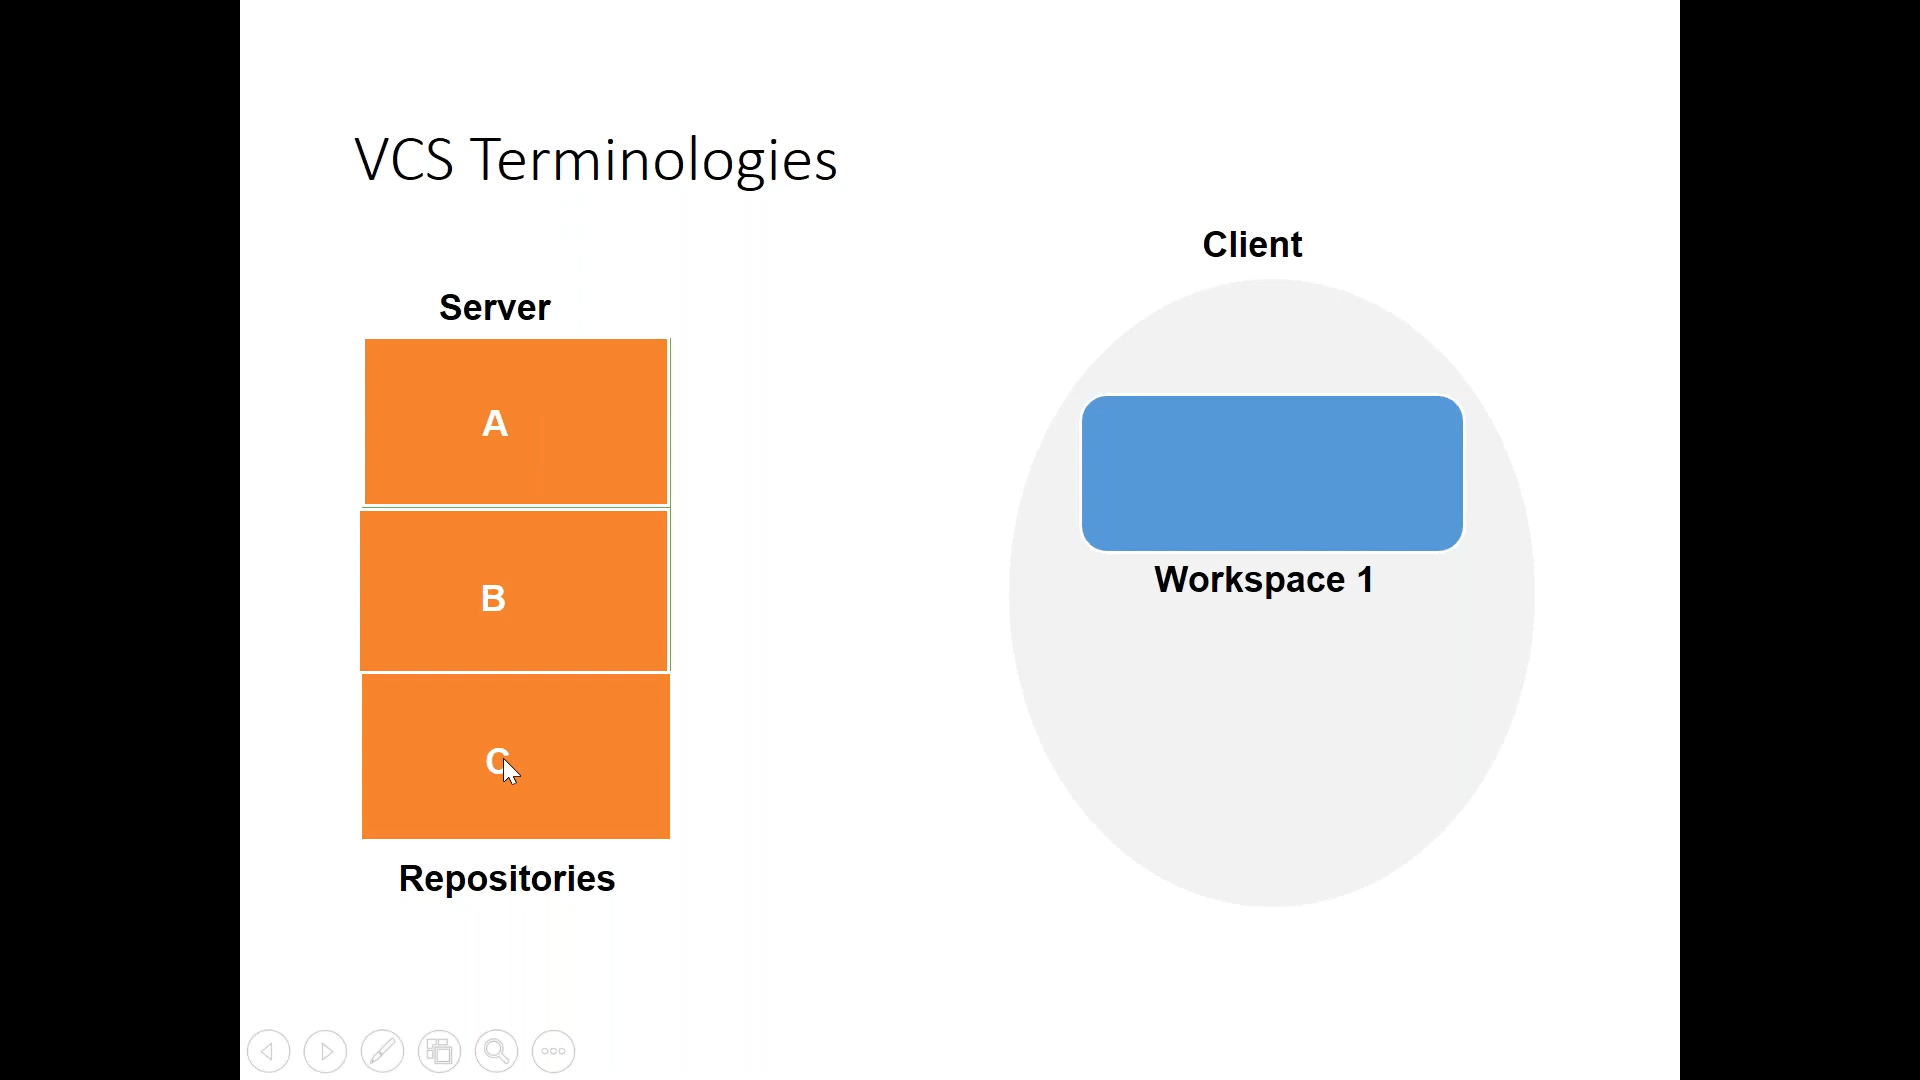 VCS Terminologies
Client
Server
A
B
C
Workspace 1
Repositories